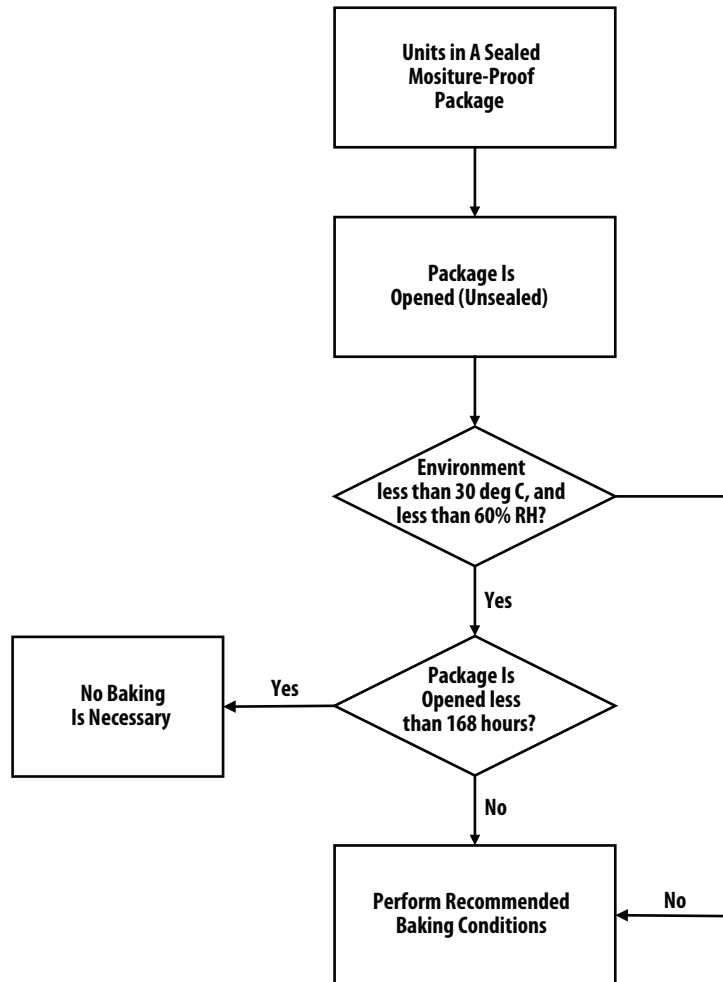 Units in A Sealed
Mositure-Proof
Package
Package Is
Opened (Unsealed)
Environment
less than 30 deg C, and
less than 60% RH?
Yes
Package Is
Opened less
than 168 hours?
Yes
No Baking
Is Necessary
No
Perform Recommended
Baking Conditions
No